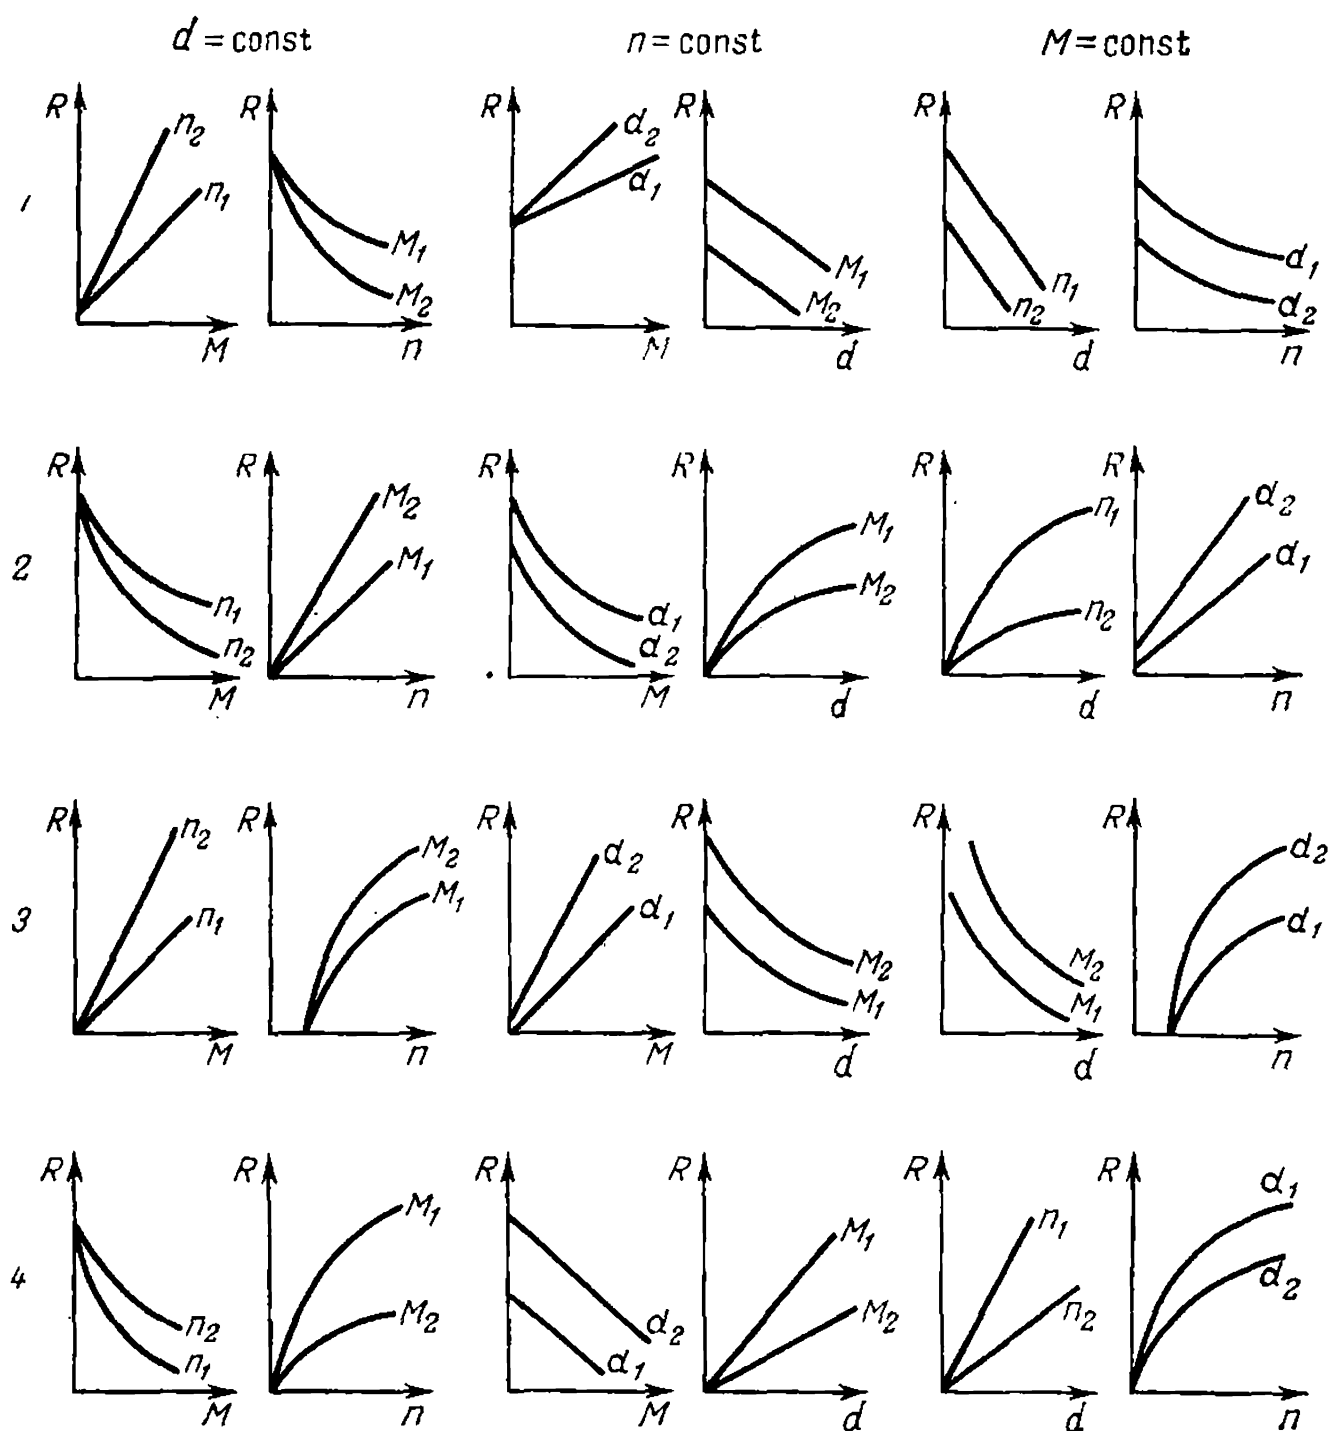 d = const n = const M = const
R n₂ n₁ M R M₁ M₂ n R d₂ d₁ M R M₁ M₂ d R n₁ n₂ d R d₁ d₂ n
1
R n₁ n₂ M R M₂ M₁ n R d₁ d₂ M R M₁ M₂ d R n₁ n₂ d R d₂ d₁ n
2
R n₂ n₁ M R M₂ M₁ n R d₂ d₁ M R M₂ M₁ d R M₂ M₁ d R d₂ d₁ n
3
R n₂ n₁ M R M₁ M₂ n R d₂ d₁ M R M₁ M₂ d R n₁ n₂ d R d₁ d₂ n
4